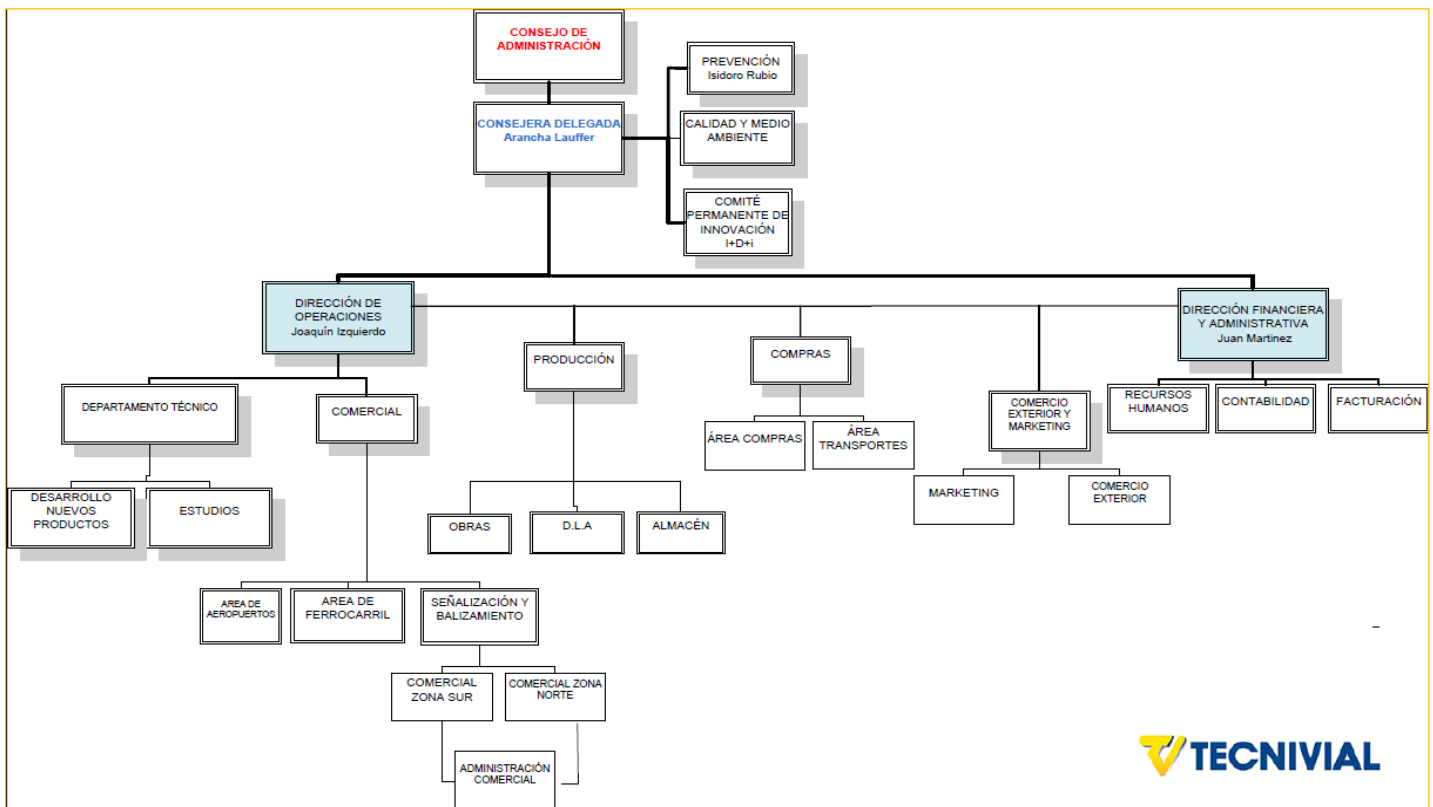 CONSEJO DE
ADMINISTRACIÓN
PREVENCIÓN
Isidoro Rubio
CONSEJERA DELEGADA
Arancha Lauffer
CALIDAD Y MEDIO
AMBIENTE
COMITÉ
PERMANENTE DE
INNOVACIÓN
I+D+i
DIRECCIÓN DE
OPERACIONES
Joaquín Izquierdo
DIRECCIÓN FINANCIERA
Y ADMINISTRATIVA
Juan Martinez
PRODUCCIÓN
COMPRAS
DEPARTAMENTO TÉCNICO
COMERCIAL
COMERCIO
EXTERIOR Y
MARKETING
RECURSOS
HUMANOS
CONTABILIDAD
FACTURACIÓN
ÁREA COMPRAS
ÁREA
TRANSPORTES
DESARROLLO
NUEVOS
PRODUCTOS
ESTUDIOS
OBRAS
D.L.A
ALMACÉN
MARKETING
COMERCIO
EXTERIOR
AREA DE
AEROPUERTOS
AREA DE
FERROCARRIL
SEÑALIZACIÓN Y
BALIZAMIENTO
COMERCIAL
ZONA SUR
COMERCIAL ZONA
NORTE
ADMINISTRACIÓN
COMERCIAL
TECNIVIAL